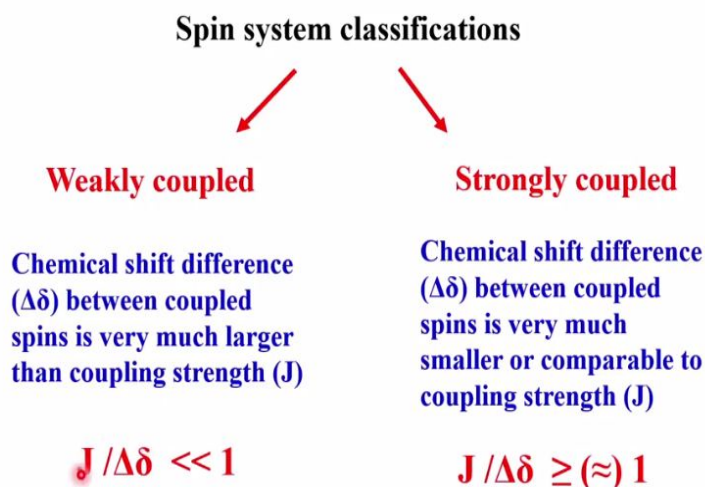 Spin system classifications
Weakly coupled
Chemical shift difference
(Δδ) between coupled
spins is very much larger
than coupling strength (J)
J /Δδ << 1
Strongly coupled
Chemical shift difference
(Δδ) between coupled
spins is very much
smaller or comparable to
coupling strength (J)
J /Δδ ≥ (≈) 1